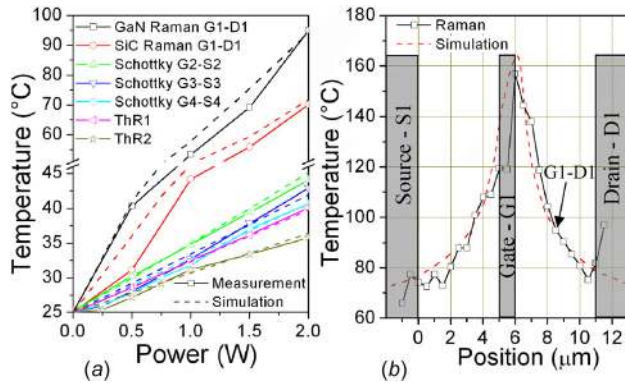 (a)
100
90
80
70
60
50
45
40
35
30
25
Temperature (°C)
GaN Raman G1-D1
SiC Raman G1-D1
Schottky G2-S2
Schottky G3-S3
Schottky G4-S4
ThR1
ThR2
Measurement
Simulation
0.0 0.5 1.0 1.5 2.0
Power (W)
(b)
180
160
140
120
100
80
60
Temperature (°C)
Raman
Simulation
Source - S1
Gate - G1
G1-D1
Drain - D1
0 4 8 12
Position (μm)